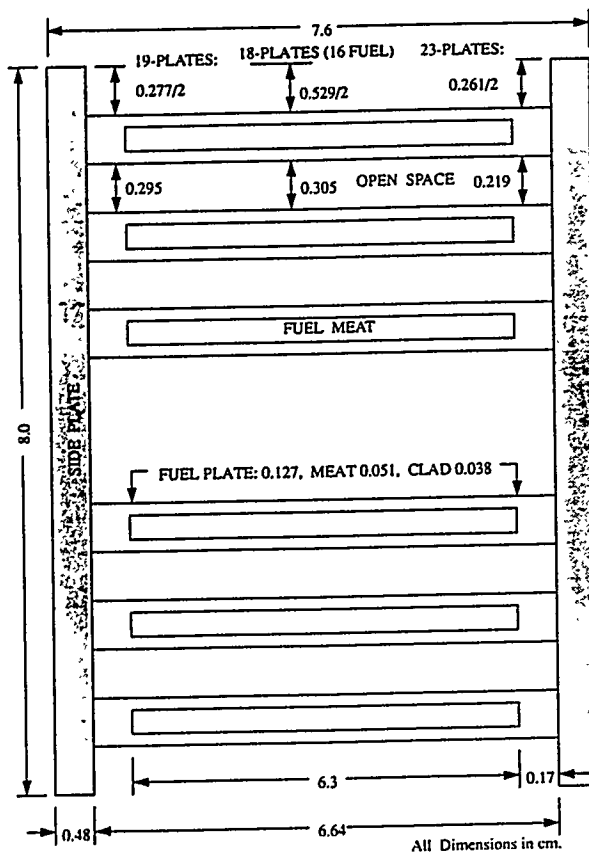 7.6
19-PLATES: 18-PLATES (16 FUEL) 23-PLATES:
0.277/2 0.529/2 0.261/2
0.295 0.305 OPEN SPACE 0.219
FUEL MEAT
8.0
SIDE PLATE
FUEL PLATE: 0.127, MEAT 0.051, CLAD 0.038
6.3 0.17
0.48 6.64
All Dimensions in cm.